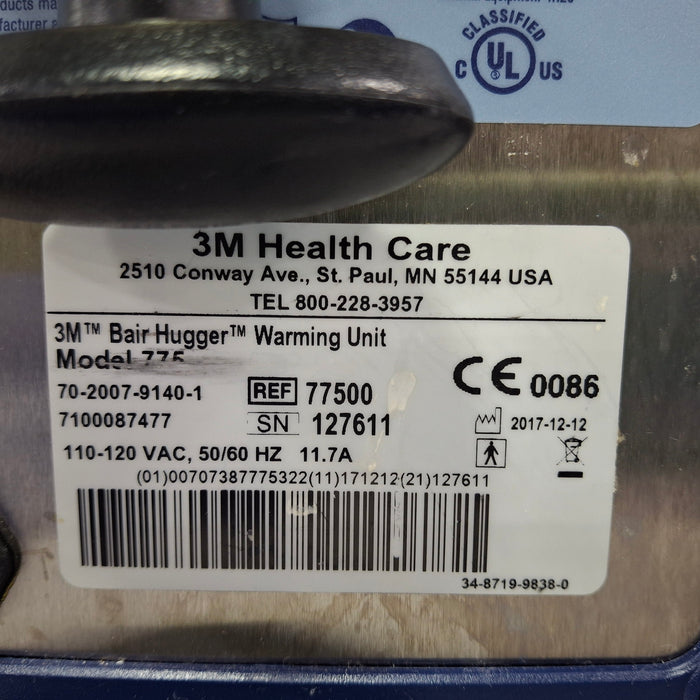 ducts ma
facturer a
CLASSIFIED
C UL US
3M Health Care
2510 Conway Ave., St. Paul, MN 55144 USA
TEL 800-228-3957
3M™ Bair Hugger™ Warming Unit
Model 775
70-2007-9140-1 REF 77500
7100087477 SN 127611
CE 0086
2017-12-12
110-120 VAC, 50/60 HZ 11.7A
(01)00707387775322(11)171212(21)127611
34-8719-9838-0